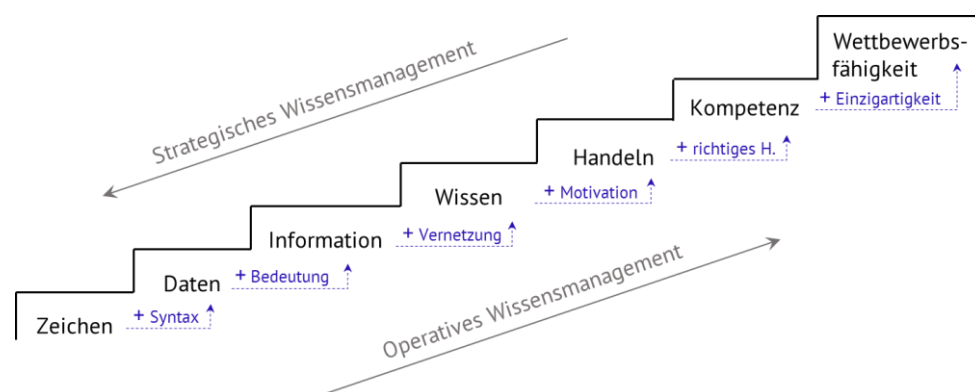 Wettbewerbs-
fähigkeit
+ Einzigartigkeit
Strategisches Wissensmanagement
Kompetenz
+ richtiges H.
Handeln
+ Motivation
Wissen
+ Vernetzung
Information
+ Bedeutung
Daten
+ Syntax
Zeichen
Operatives Wissensmanagement